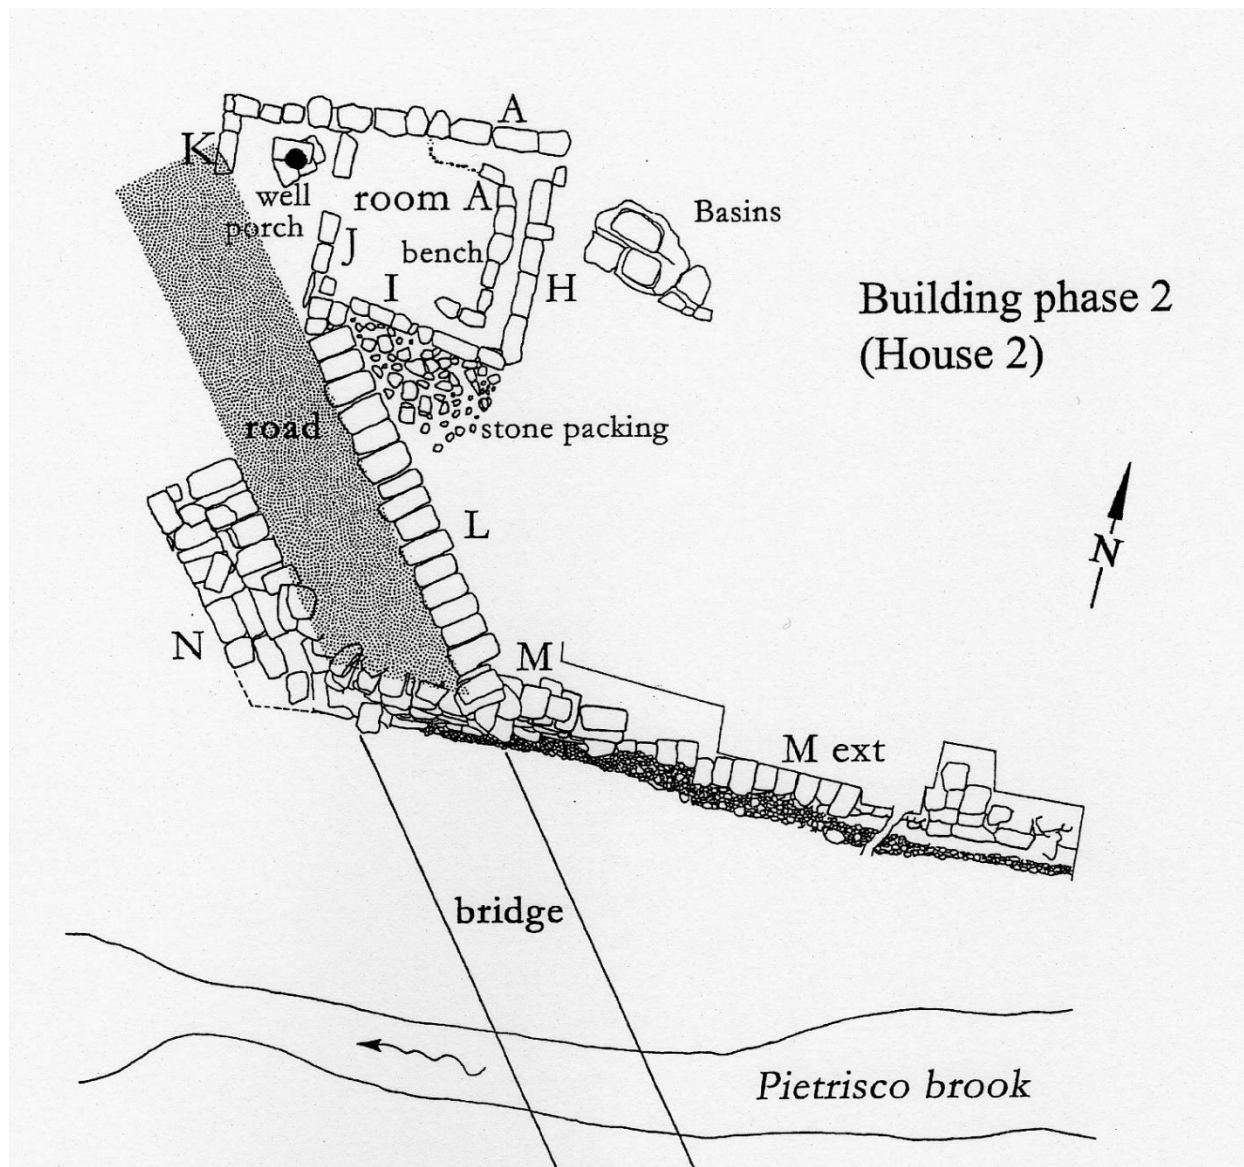 A
K
well
porch
room A
J
bench
I
H
Basins
Building phase 2
(House 2)
road
stone packing
L
N
N
M
M ext
bridge
Pietrisco brook